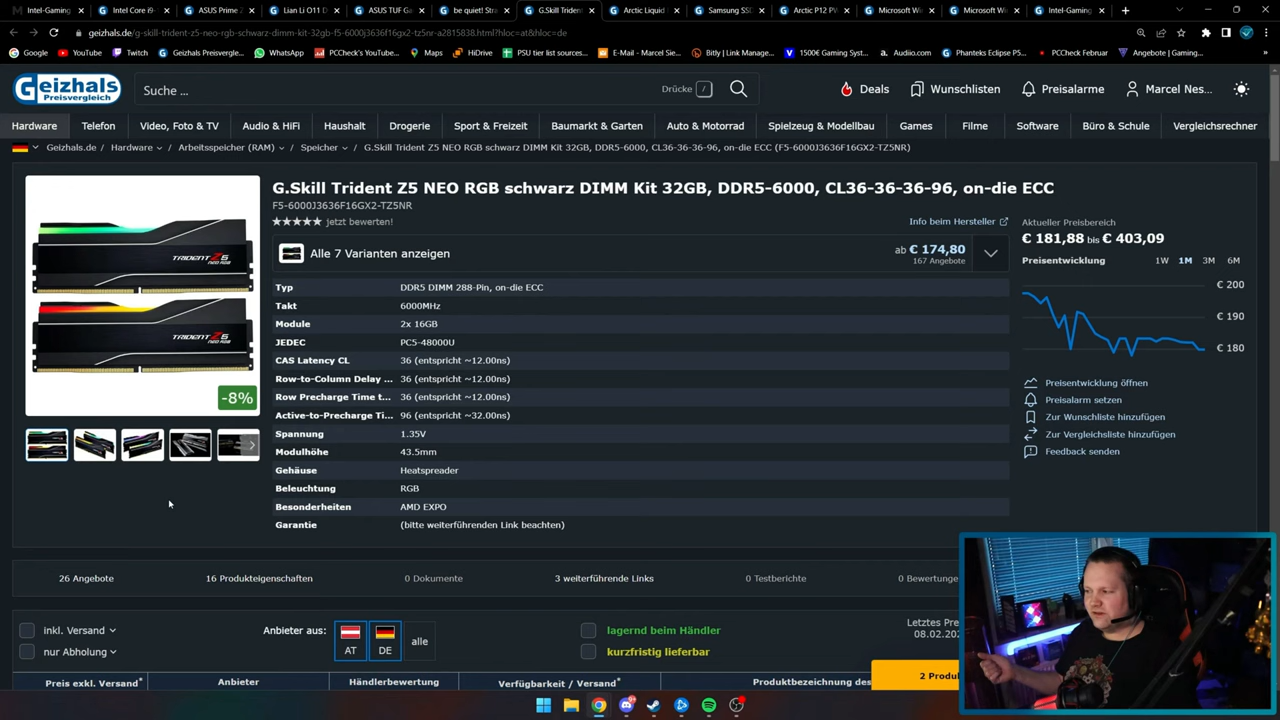 Intel-Gaming
Intel Core i9
ASUS Prime Z
Lian Li O11 D
ASUS TUF Ga
be quiet! Stra
G.Skill Trident
Arctic Liquid
Samsung SS
Arctic P12 P
Microsoft W
Microsoft W
Intel-Gaming
geizhals.de/g-skill-trident-z5-neo-rgb-schwarz-dimm-kit-32gb-f5-6000j3636f16gx2-tz5nr-a2815838.html?hloc=at&hloc=de
Google YouTube Twitch Geizhals Preisvergle... WhatsApp PCCheck's YouTube... Maps HiDrive PSU tier list sources... E-Mail - Marcel Sie... Bitly | Link Manage... 1500€ Gaming Syst... Audiio.com Phanteks Eclipse P5... PCCheck Februar Angebote | Gaming... »
Geizhals
Preisvergleich
Suche ...
Drücke /
Deals
Wunschlisten
Preisalarme
Marcel Nes...
Hardware Telefon Video, Foto & TV Audio & HiFi Haushalt Drogerie Sport & Freizeit Baumarkt & Garten Auto & Motorrad Spielzeug & Modellbau Games Filme Software Büro & Schule Vergleichsrechner
Geizhals.de / Hardware / Arbeitsspeicher (RAM) / Speicher / G.Skill Trident Z5 NEO RGB schwarz DIMM Kit 32GB, DDR5-6000, CL36-36-36-96, on-die ECC (F5-6000J3636F16GX2-TZ5NR)
TRIDENT Z5
NEO RGB
TRIDENT Z5
NEO RGB
-8%
G.Skill Trident Z5 NEO RGB schwarz DIMM Kit 32GB, DDR5-6000, CL36-36-36-96, on-die ECC
F5-6000J3636F16GX2-TZ5NR
jetzt bewerten!
Info beim Hersteller
Alle 7 Varianten anzeigen
ab € 174,80
167 Angebote
Typ DDR5 DIMM 288-Pin, on-die ECC
Takt 6000MHz
Module 2x 16GB
JEDEC PC5-48000U
CAS Latency CL 36 (entspricht ~12.00ns)
Row-to-Column Delay ... 36 (entspricht ~12.00ns)
Row Precharge Time t... 36 (entspricht ~12.00ns)
Active-to-Precharge Ti... 96 (entspricht ~32.00ns)
Spannung 1.35V
Modulhöhe 43.5mm
Gehäuse Heatspreader
Beleuchtung RGB
Besonderheiten AMD EXPO
Garantie (bitte weiterführenden Link beachten)
Aktueller Preisbereich
€ 181,88 bis € 403,09
Preisentwicklung 1W 1M 3M 6M
€ 200
€ 190
€ 180
Preisentwicklung öffnen
Preisalarm setzen
Zur Wunschliste hinzufügen
Zur Vergleichsliste hinzufügen
Feedback senden
26 Angebote 16 Produkteigenschaften 0 Dokumente 3 weiterführende Links 0 Testberichte 0 Bewertunge
inkl. Versand
nur Abholung
Anbieter aus:
AT
DE
alle
lagernd beim Händler
kurzfristig lieferbar
Letztes Pre
08.02.202
Preis exkl. Versand* Anbieter Händlerbewertung Verfügbarkeit / Versand* Produktbezeichnung des
2 Produk